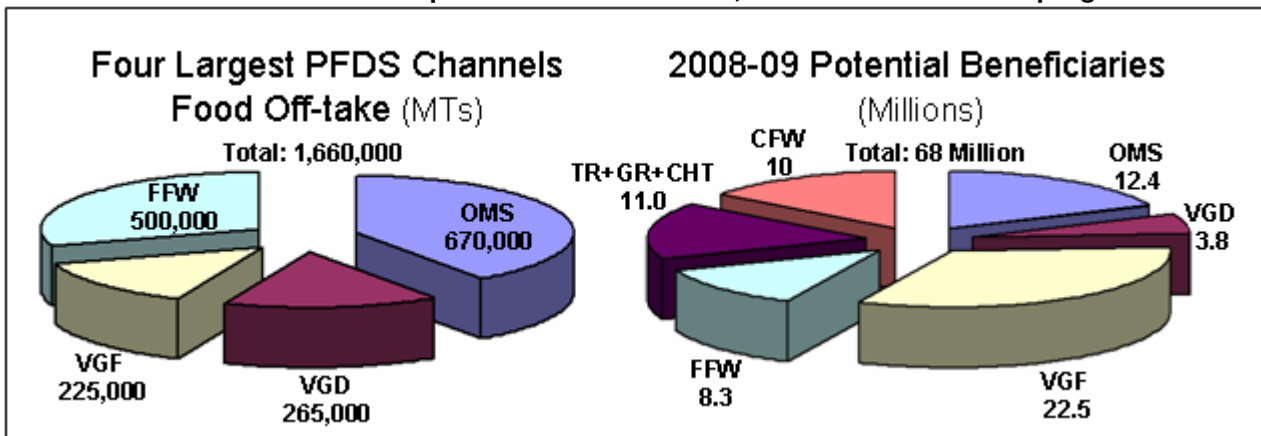 Four Largest PFDS Channels
Food Off-take (MTs)
Total: 1,660,000
FFW
500,000
OMS
670,000
VGF
225,000
VGD
265,000
2008-09 Potential Beneficiaries
(Millions)
Total: 68 Million
CFW
10
OMS
12.4
TR+GR+CHT
11.0
VGD
3.8
FFW
8.3
VGF
22.5